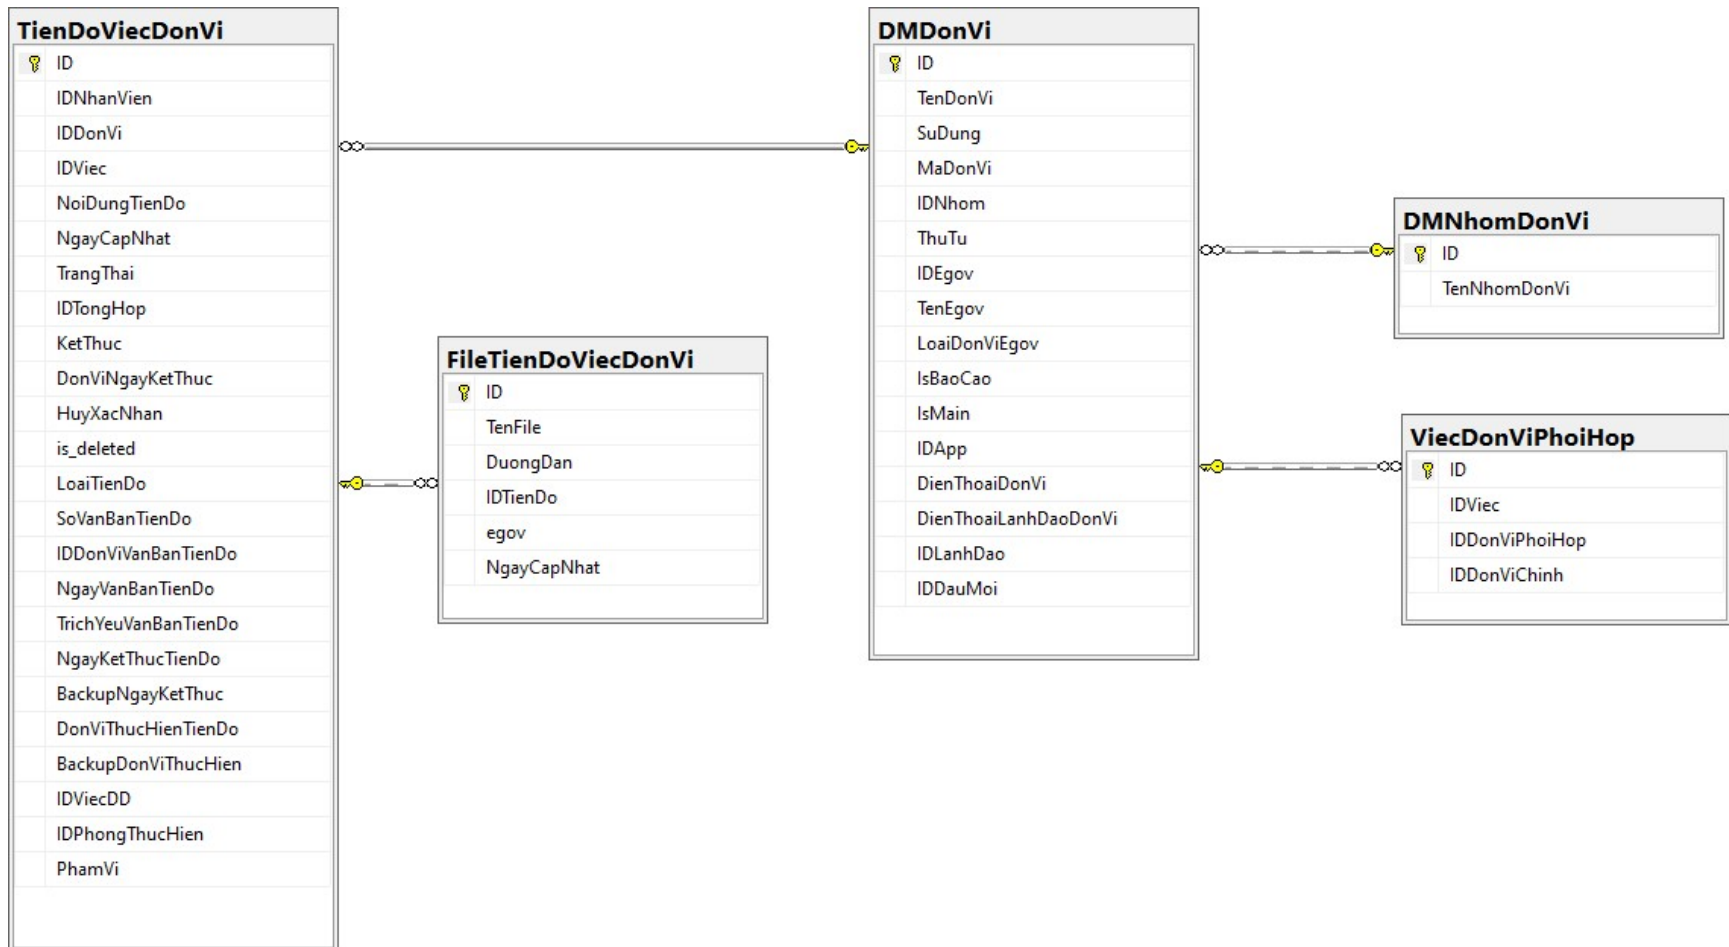 TienDoViecDonVi
ID
IDNhanVien
IDDonVi
IDViec
NoiDungTienDo
NgayCapNhat
TrangThai
IDTongHop
KetThuc
DonViNgayKetThuc
HuyXacNhan
is_deleted
LoaiTienDo
SoVanBanTienDo
IDDonViVanBanTienDo
NgayVanBanTienDo
TrichYeuVanBanTienDo
NgayKetThucTienDo
BackupNgayKetThuc
DonViThucHienTienDo
BackupDonViThucHien
IDViecDD
IDPhongThucHien
PhamVi
FileTienDoViecDonVi
ID
TenFile
DuongDan
IDTienDo
egov
NgayCapNhat
DMDonVi
ID
TenDonVi
SuDung
MaDonVi
IDNhom
ThuTu
IDEgov
TenEgov
LoaiDonViEgov
IsBaoCao
IsMain
IDApp
DienThoaiDonVi
DienThoaiLanhDaoDonVi
IDLanhDao
IDDauMoi
DMNhomDonVi
ID
TenNhomDonVi
ViecDonViPhoiHop
ID
IDViec
IDDonViPhoiHop
IDDonViChinh